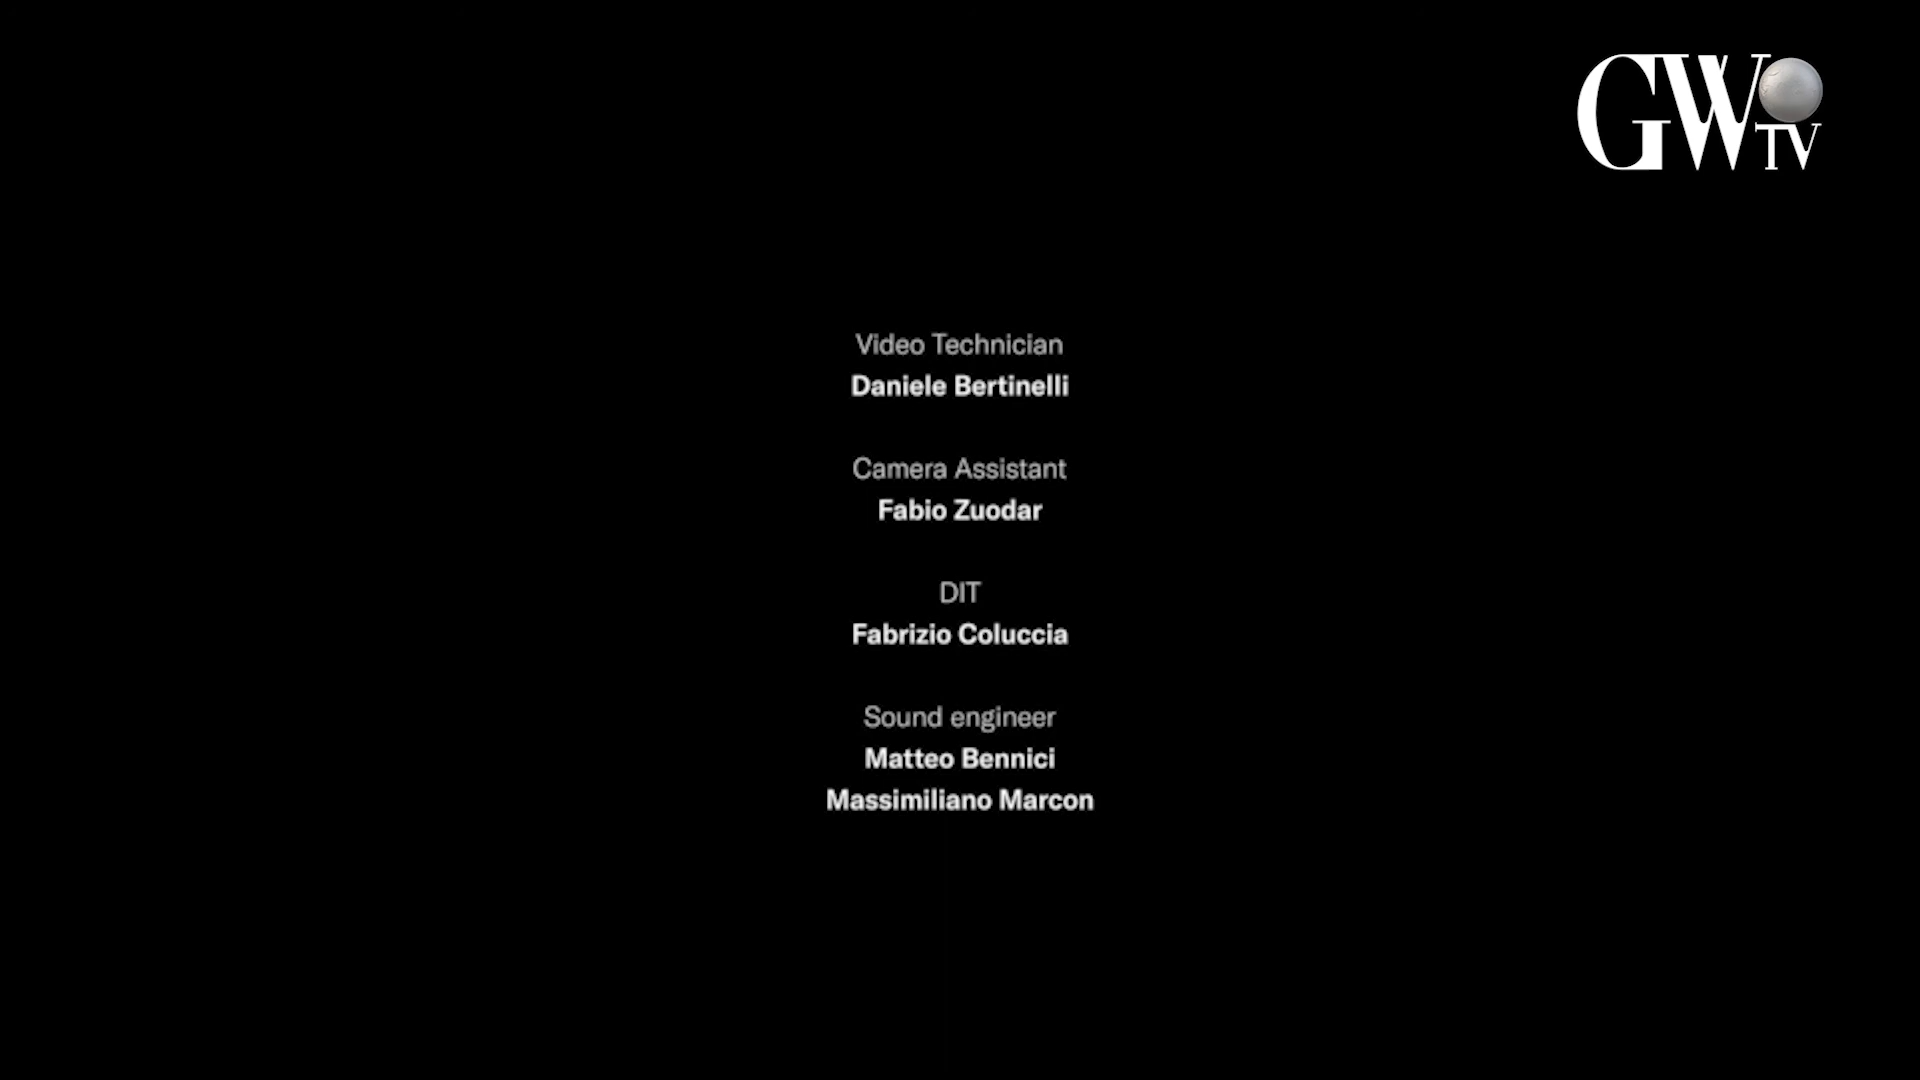 GW
TV
Video Technician
Daniele Bertinelli
Camera Assistant
Fabio Zuodar
DIT
Fabrizio Coluccia
Sound engineer
Matteo Bennici
Massimiliano Marcon